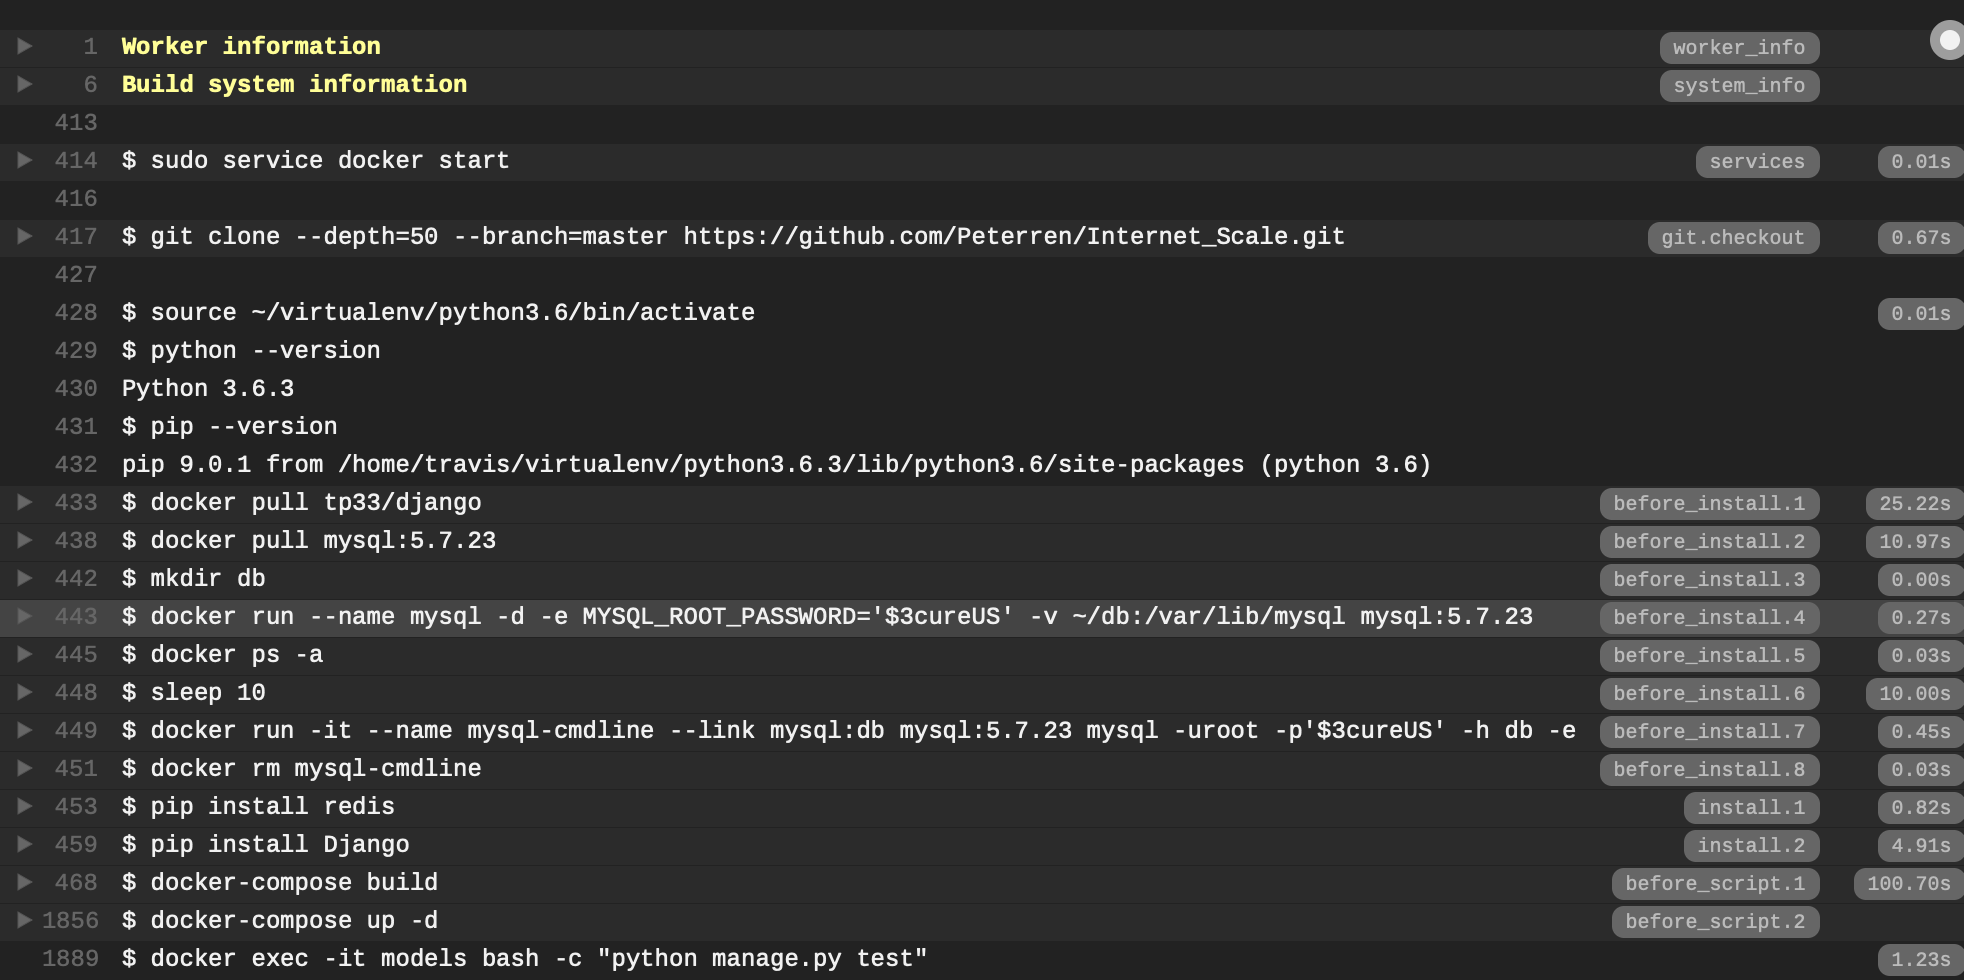 1 Worker information worker_info
6 Build system information system_info
413
414 $ sudo service docker start services 0.01s
416
417 $ git clone --depth=50 --branch=master https://github.com/Peterren/Internet_Scale.git git.checkout 0.67s
427
428 $ source ~/virtualenv/python3.6/bin/activate 0.01s
429 $ python --version
430 Python 3.6.3
431 $ pip --version
432 pip 9.0.1 from /home/travis/virtualenv/python3.6.3/lib/python3.6/site-packages (python 3.6)
433 $ docker pull tp33/django before_install.1 25.22s
438 $ docker pull mysql:5.7.23 before_install.2 10.97s
442 $ mkdir db before_install.3 0.00s
443 $ docker run --name mysql -d -e MYSQL_ROOT_PASSWORD='$3cureUS' -v ~/db:/var/lib/mysql mysql:5.7.23 before_install.4 0.27s
445 $ docker ps -a before_install.5 0.03s
448 $ sleep 10 before_install.6 10.00s
449 $ docker run -it --name mysql-cmdline --link mysql:db mysql:5.7.23 mysql -uroot -p'$3cureUS' -h db -e before_install.7 0.45s
451 $ docker rm mysql-cmdline before_install.8 0.03s
453 $ pip install redis install.1 0.82s
459 $ pip install Django install.2 4.91s
468 $ docker-compose build before_script.1 100.70s
1856 $ docker-compose up -d before_script.2
1889 $ docker exec -it models bash -c "python manage.py test" 1.23s